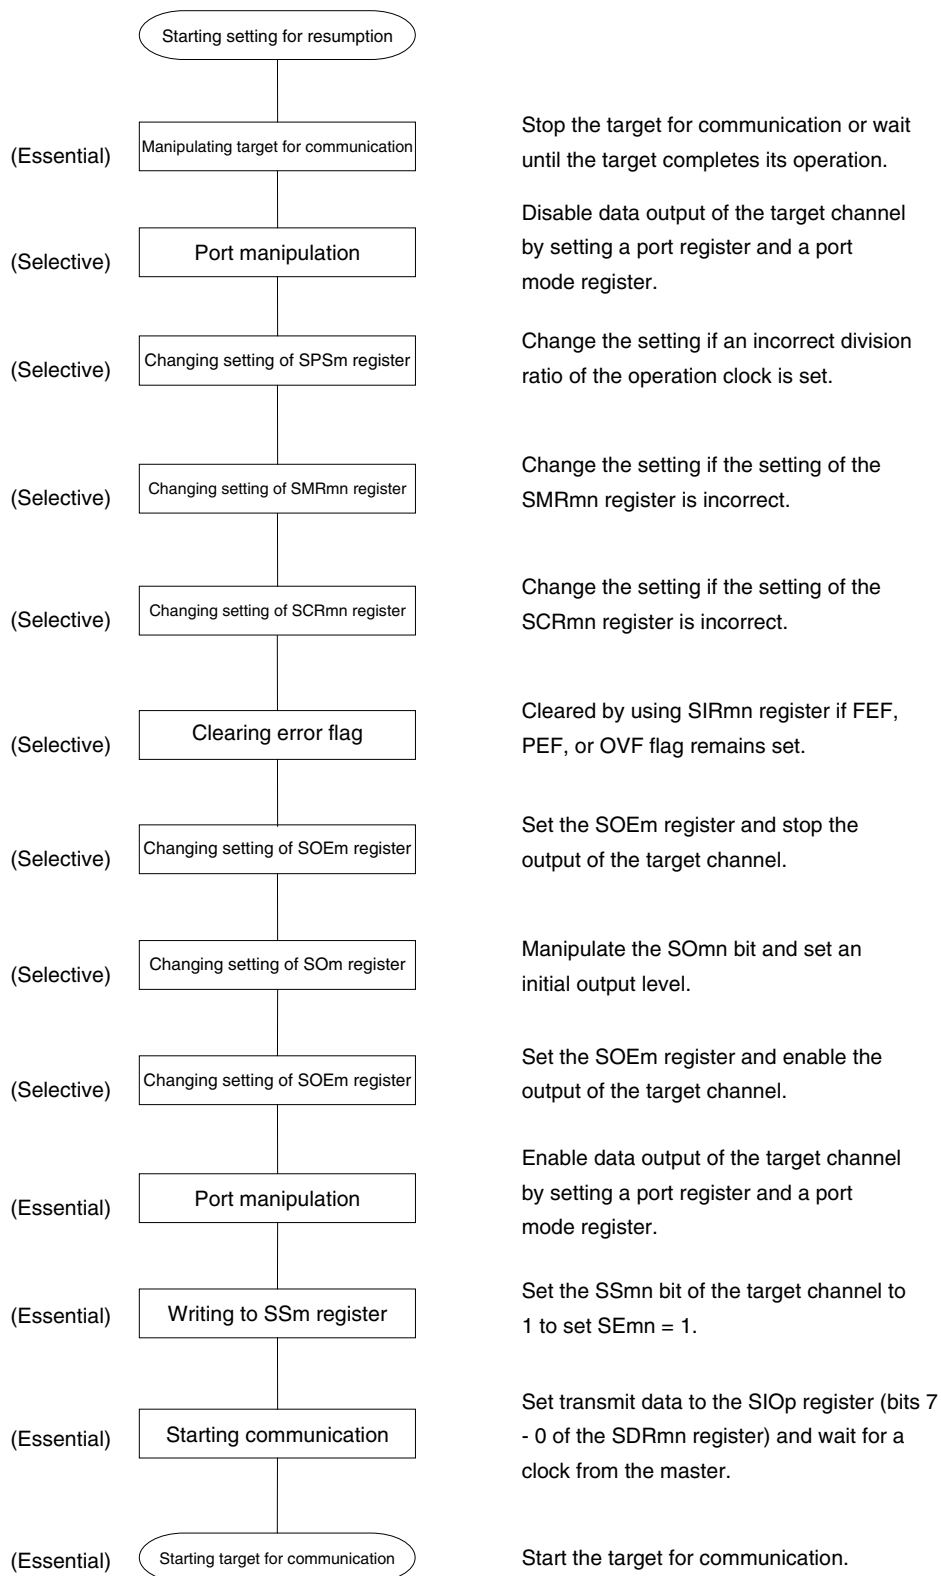 Starting setting for resumption
(Essential)
Manipulating target for communication
Stop the target for communication or wait
until the target completes its operation.
(Selective)
Port manipulation
Disable data output of the target channel
by setting a port register and a port
mode register.
(Selective)
Changing setting of SPSm register
Change the setting if an incorrect division
ratio of the operation clock is set.
(Selective)
Changing setting of SMRmn register
Change the setting if the setting of the
SMRmn register is incorrect.
(Selective)
Changing setting of SCRmn register
Change the setting if the setting of the
SCRmn register is incorrect.
(Selective)
Clearing error flag
Cleared by using SIRmn register if FEF,
PEF, or OVF flag remains set.
(Selective)
Changing setting of SOEm register
Set the SOEm register and stop the
output of the target channel.
(Selective)
Changing setting of SOm register
Manipulate the SOmn bit and set an
initial output level.
(Selective)
Changing setting of SOEm register
Set the SOEm register and enable the
output of the target channel.
(Essential)
Port manipulation
Enable data output of the target channel
by setting a port register and a port
mode register.
(Essential)
Writing to SSm register
Set the SSmn bit of the target channel to
1 to set SEmn = 1.
(Essential)
Starting communication
Set transmit data to the SIOp register (bits 7
- 0 of the SDRmn register) and wait for a
clock from the master.
(Essential)
Starting target for communication
Start the target for communication.